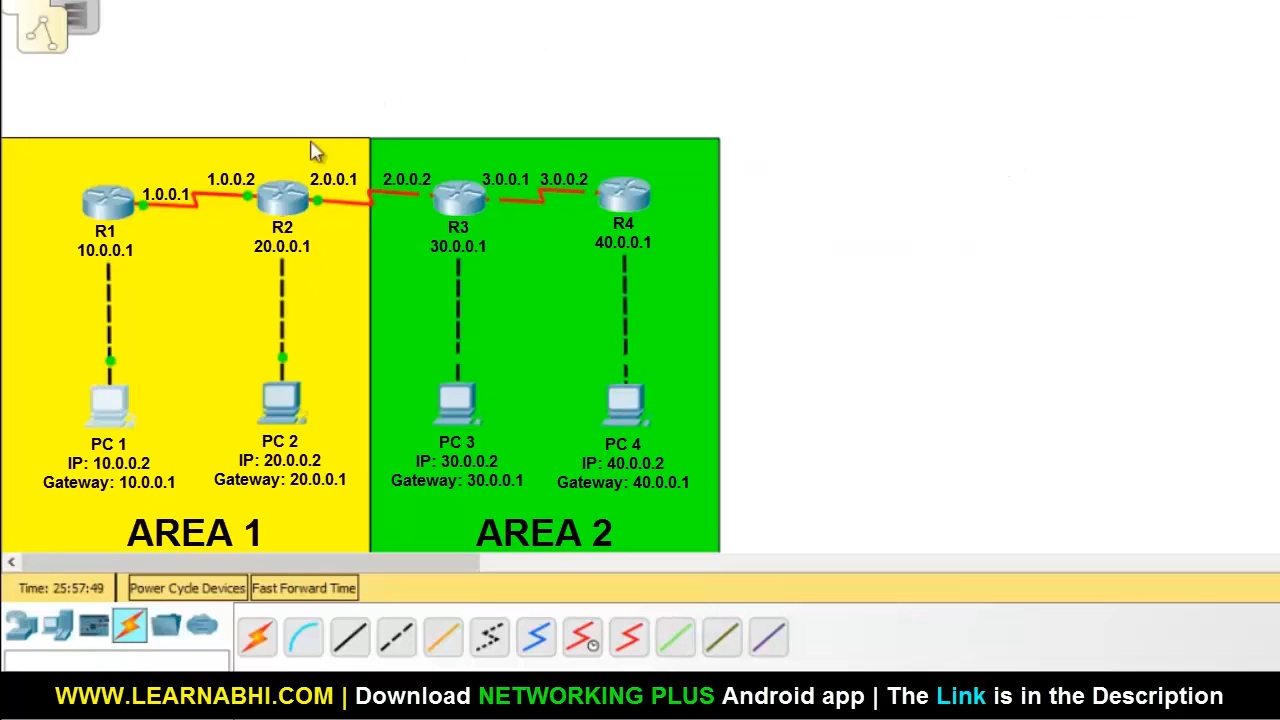 1.0.0.1 1.0.0.2 2.0.0.1 2.0.0.2 3.0.0.1 3.0.0.2
R1 R2 R3 R4
10.0.0.1 20.0.0.1 30.0.0.1 40.0.0.1
PC 1 PC 2 PC 3 PC 4
IP: 10.0.0.2 IP: 20.0.0.2 IP: 30.0.0.2 IP: 40.0.0.2
Gateway: 10.0.0.1 Gateway: 20.0.0.1 Gateway: 30.0.0.1 Gateway: 40.0.0.1
AREA 1 AREA 2
Time: 25:57:49 Power Cycle Devices Fast Forward Time
WWW.LEARNABHI.COM | Download NETWORKING PLUS Android app | The Link is in the Description